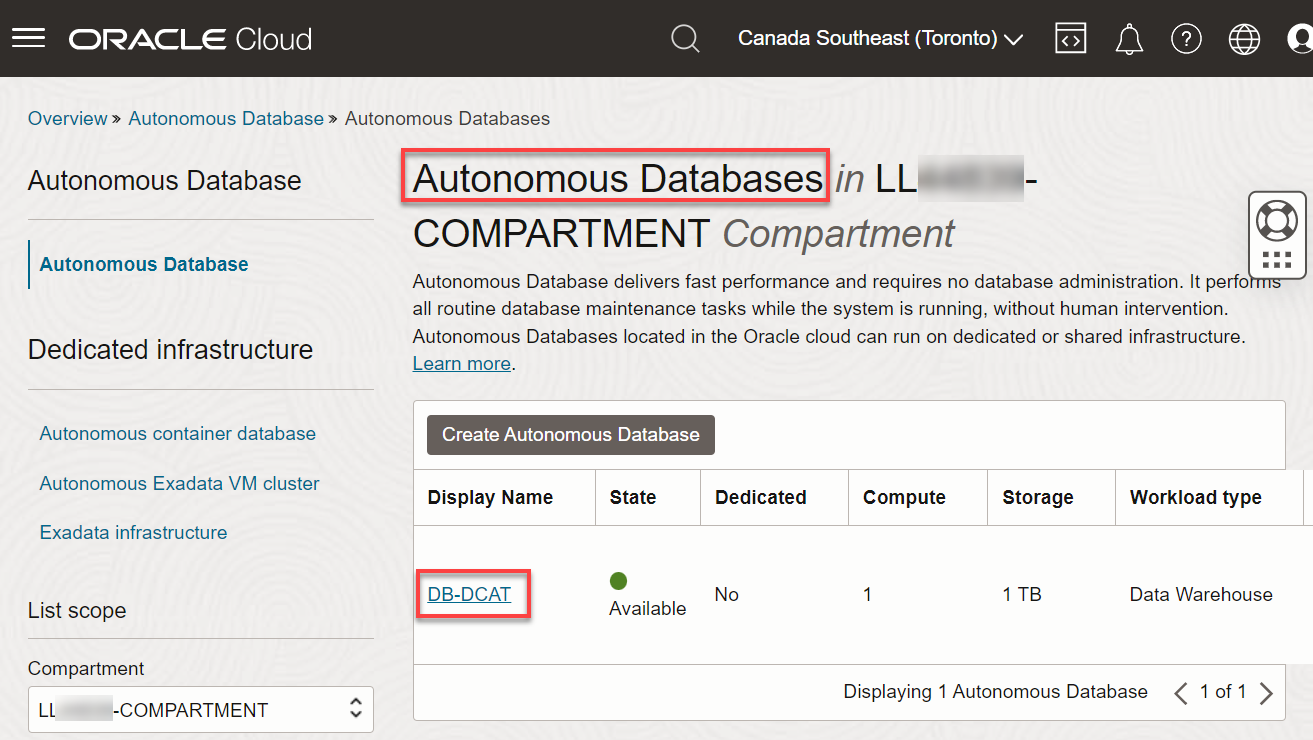 ORACLE Cloud
Canada Southeast (Toronto)
Overview » Autonomous Database » Autonomous Databases
Autonomous Database
Autonomous Database
Dedicated infrastructure
Autonomous container database
Autonomous Exadata VM cluster
Exadata infrastructure
List scope
Compartment
LL -COMPARTMENT
Autonomous Databases in LL -
COMPARTMENT Compartment
Autonomous Database delivers fast performance and requires no database administration. It performs
all routine database maintenance tasks while the system is running, without human intervention.
Autonomous Databases located in the Oracle cloud can run on dedicated or shared infrastructure.
Learn more.
Create Autonomous Database
Display Name State Dedicated Compute Storage Workload type
DB-DCAT Available No 1 1 TB Data Warehouse
Displaying 1 Autonomous Database 1 of 1